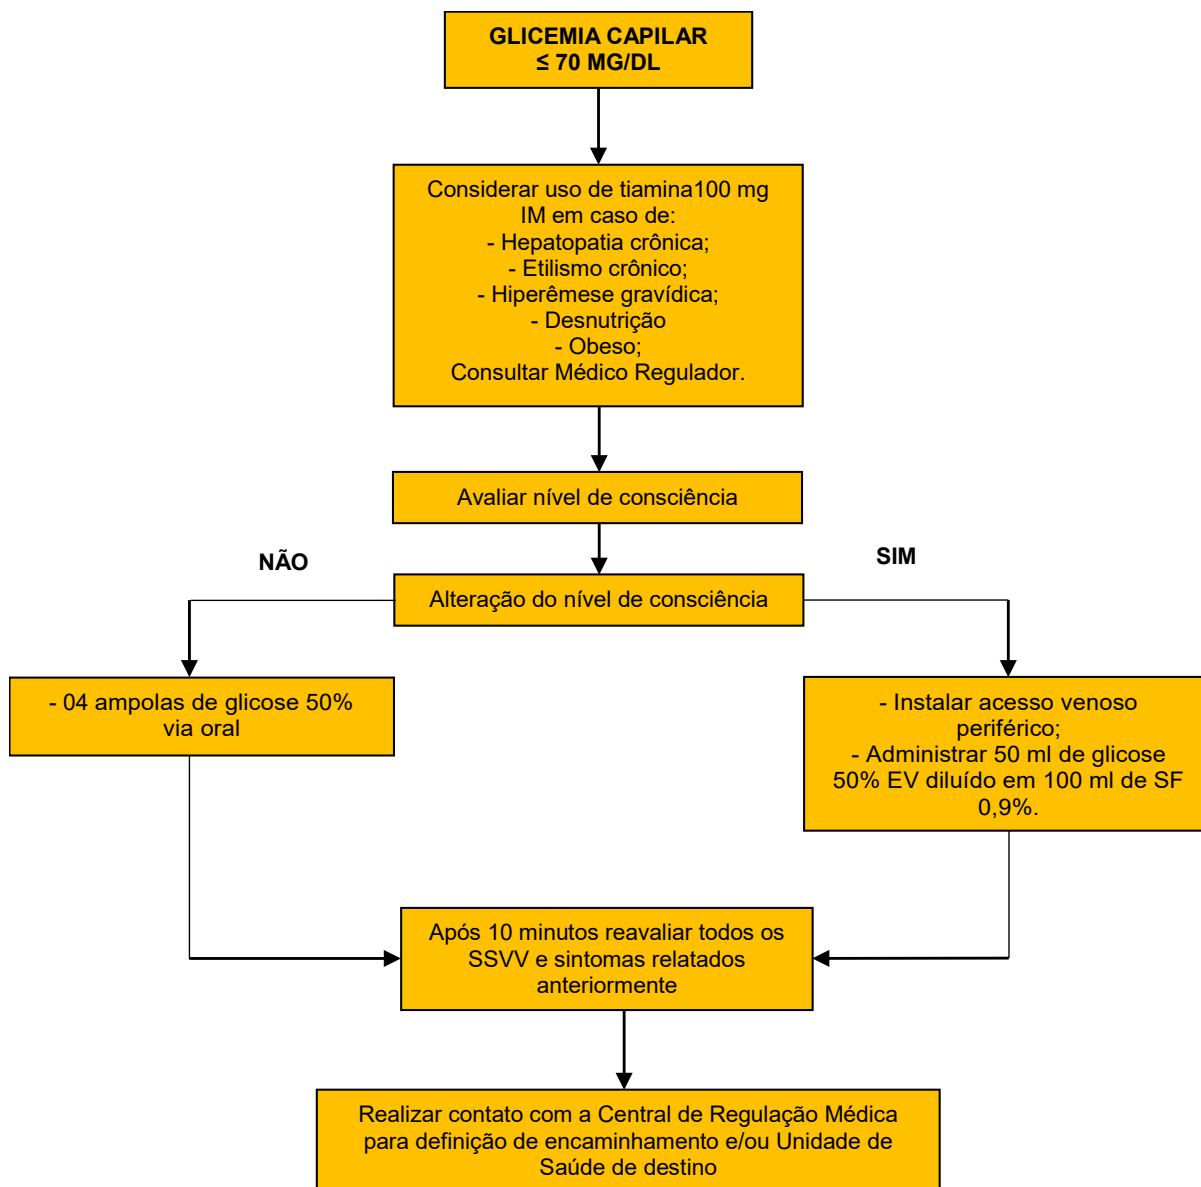 GLICEMIA CAPILAR
≤ 70 MG/DL
Considerar uso de tiamina100 mg
IM em caso de:
- Hepatopatia crônica;
- Etilismo crônico;
- Hiperêmese gravídica;
- Desnutrição
- Obeso;
Consultar Médico Regulador.
Avaliar nível de consciência
NÃO
SIM
Alteração do nível de consciência
- 04 ampolas de glicose 50%
via oral
- Instalar acesso venoso
periférico;
- Administrar 50 ml de glicose
50% EV diluído em 100 ml de SF
0,9%.
Após 10 minutos reavaliar todos os
SSVV e sintomas relatados
anteriormente
Realizar contato com a Central de Regulação Médica
para definição de encaminhamento e/ou Unidade de
Saúde de destino